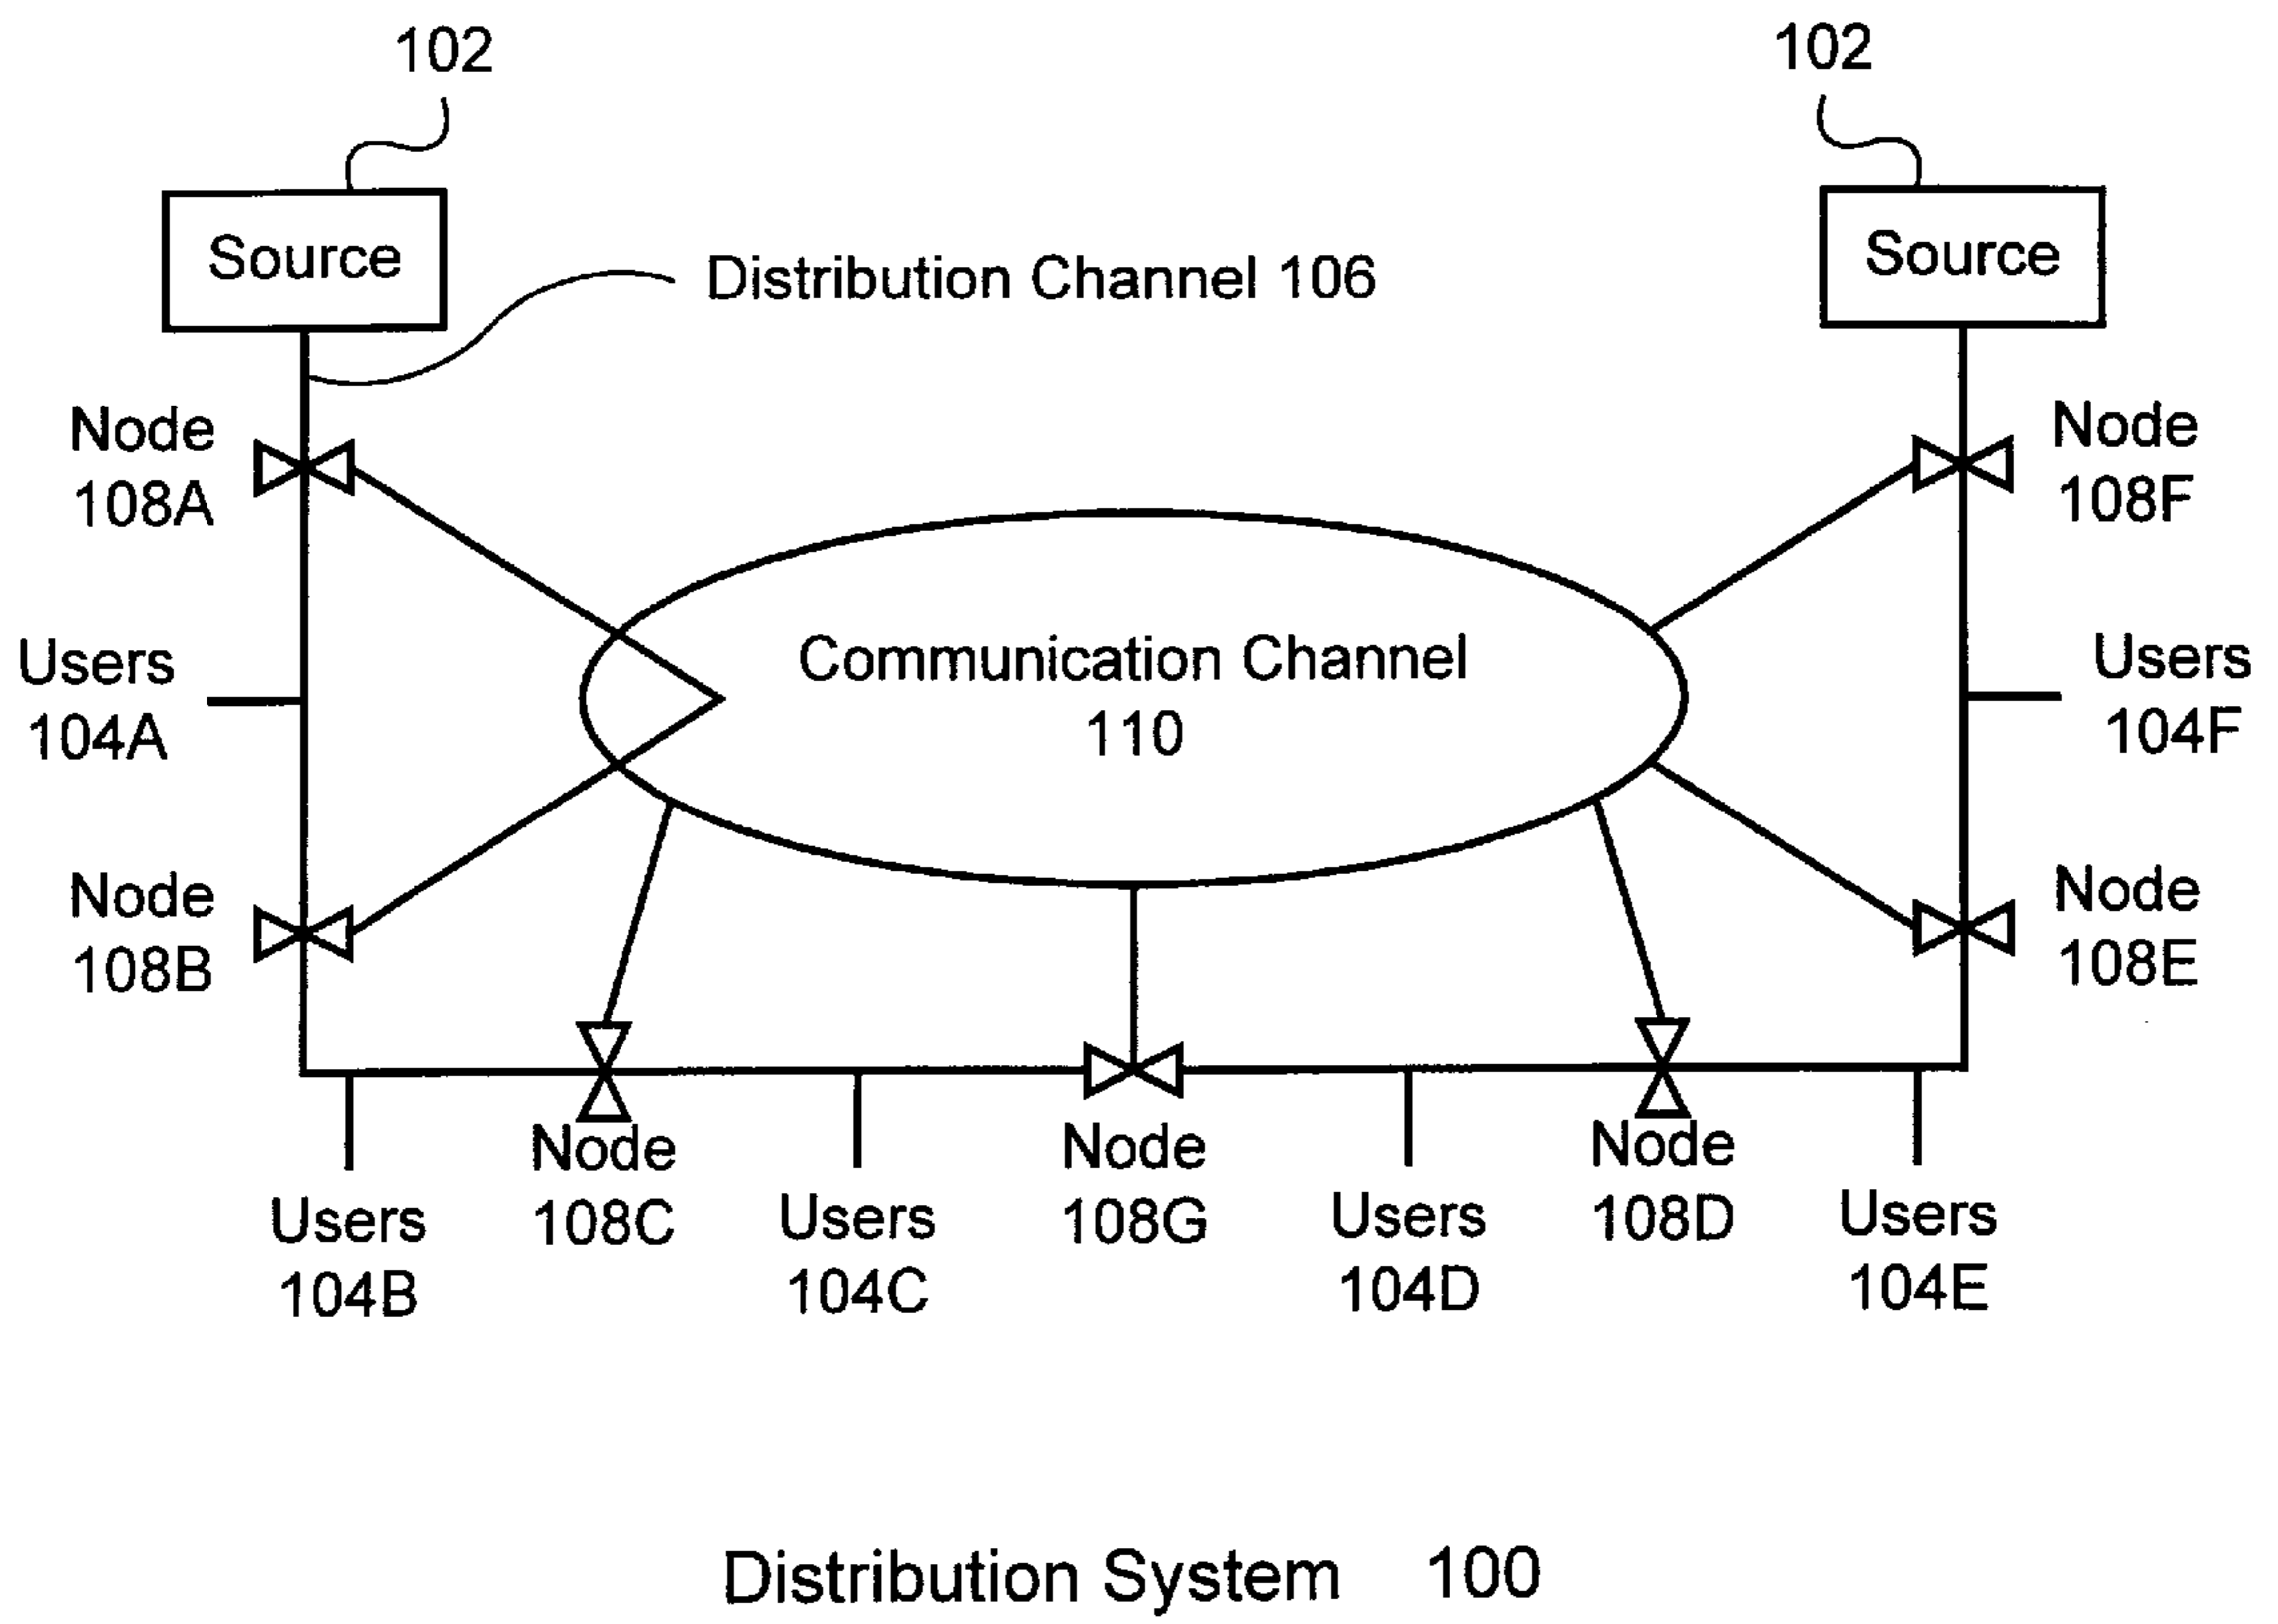 102
102
Source
Source
Distribution Channel 106
Node
108A
Node
108F
Users
104A
Communication Channel
110
Users
104F
Node
108B
Node
108E
Users
104B
Node
108C
Users
104C
Node
108G
Users
104D
Node
108D
Users
104E
Distribution System 100